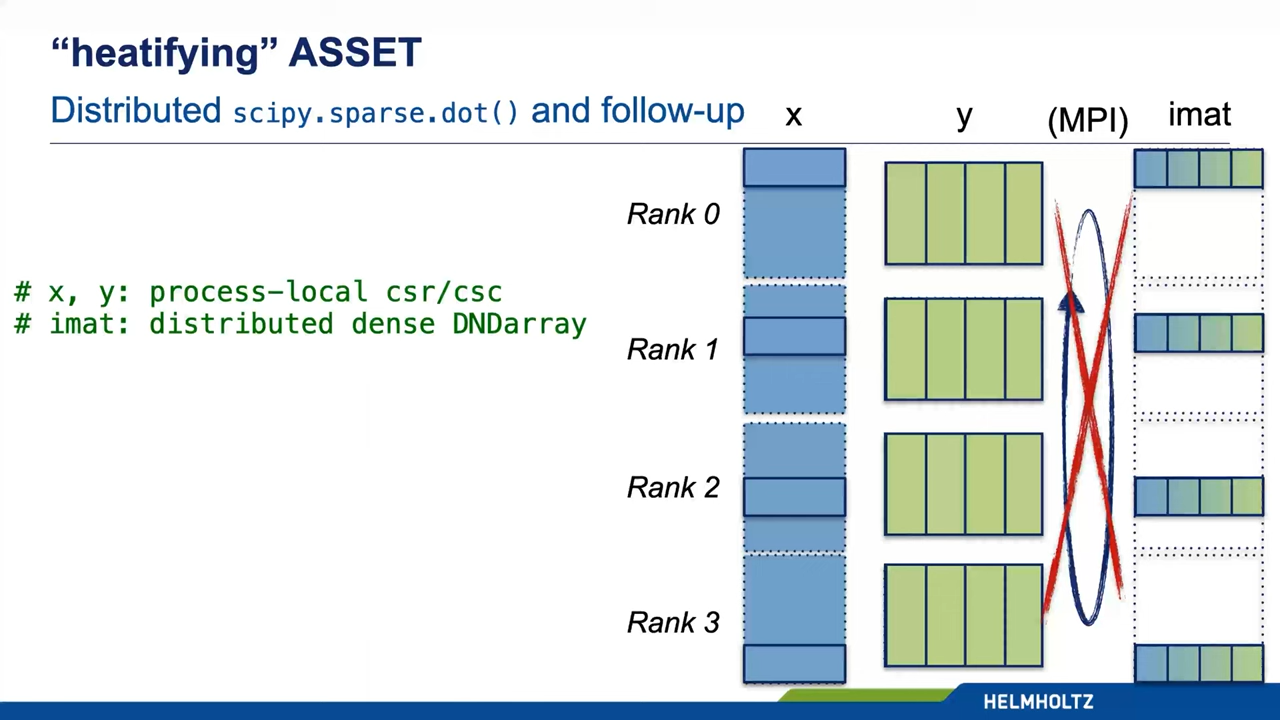 “heatifying” ASSET
Distributed scipy.sparse.dot() and follow-up
x y (MPI) imat
Rank 0
# x, y: process-local csr/csc
# imat: distributed dense DNDarray
Rank 1
Rank 2
Rank 3
HELMHOLTZ